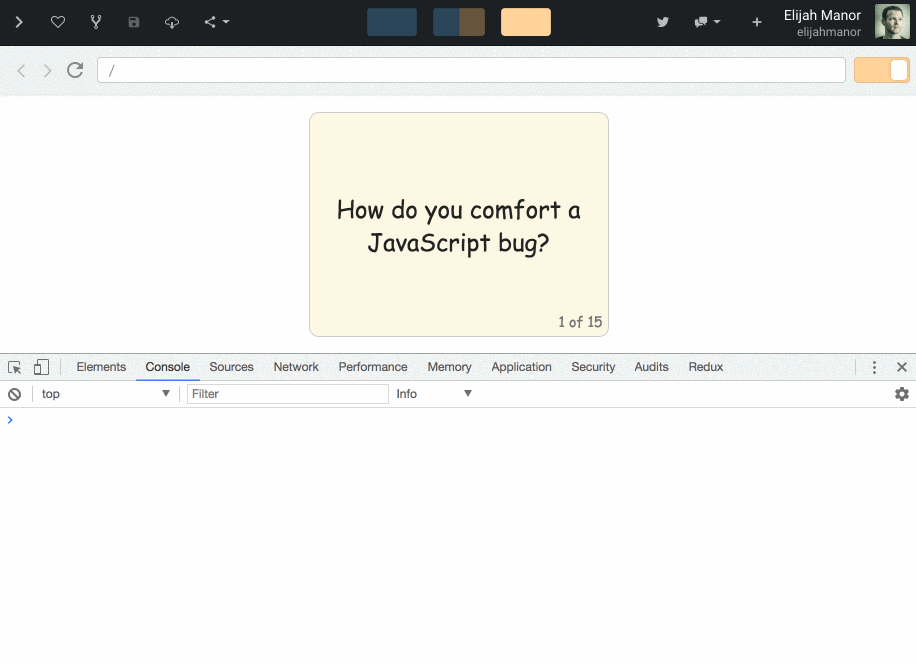 Elijah Manor
elijahmanor
/
How do you comfort a
JavaScript bug?
1 of 15
Elements Console Sources Network Performance Memory Application Security Audits Redux
top Filter Info